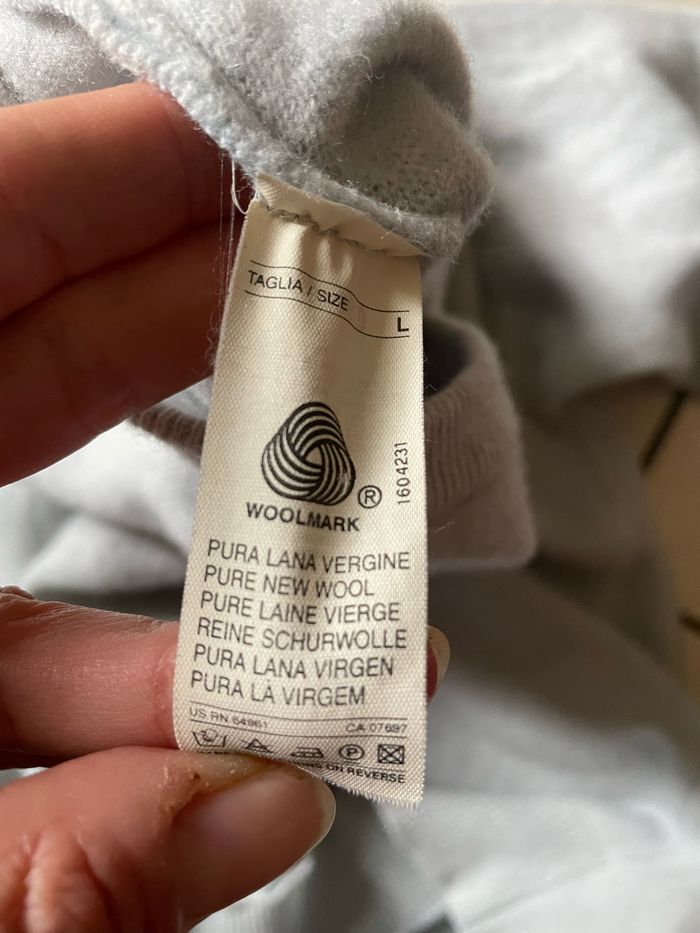 TAGLIA / SIZE
L
®
1604231
WOOLMARK
PURA LANA VERGINE
PURE NEW WOOL
PURE LAINE VIERGE
REINE SCHURWOLLE
PURA LANA VIRGEN
PURA LÀ VIRGEM
US RN 64961 CA 07697
P
ON REVERSE